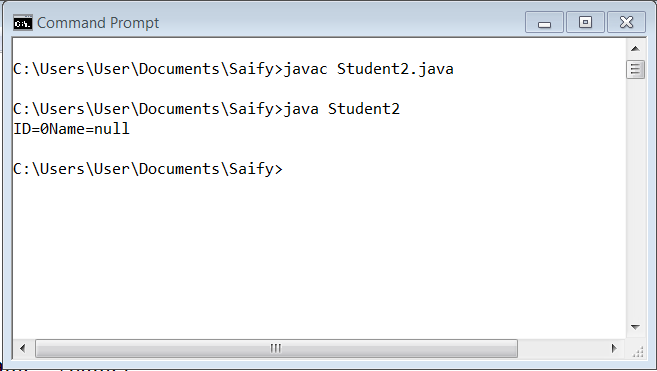 Command Prompt
C:\Users\User\Documents\Saify>javac Student2.java
C:\Users\User\Documents\Saify>java Student2
ID=0Name=null
C:\Users\User\Documents\Saify>